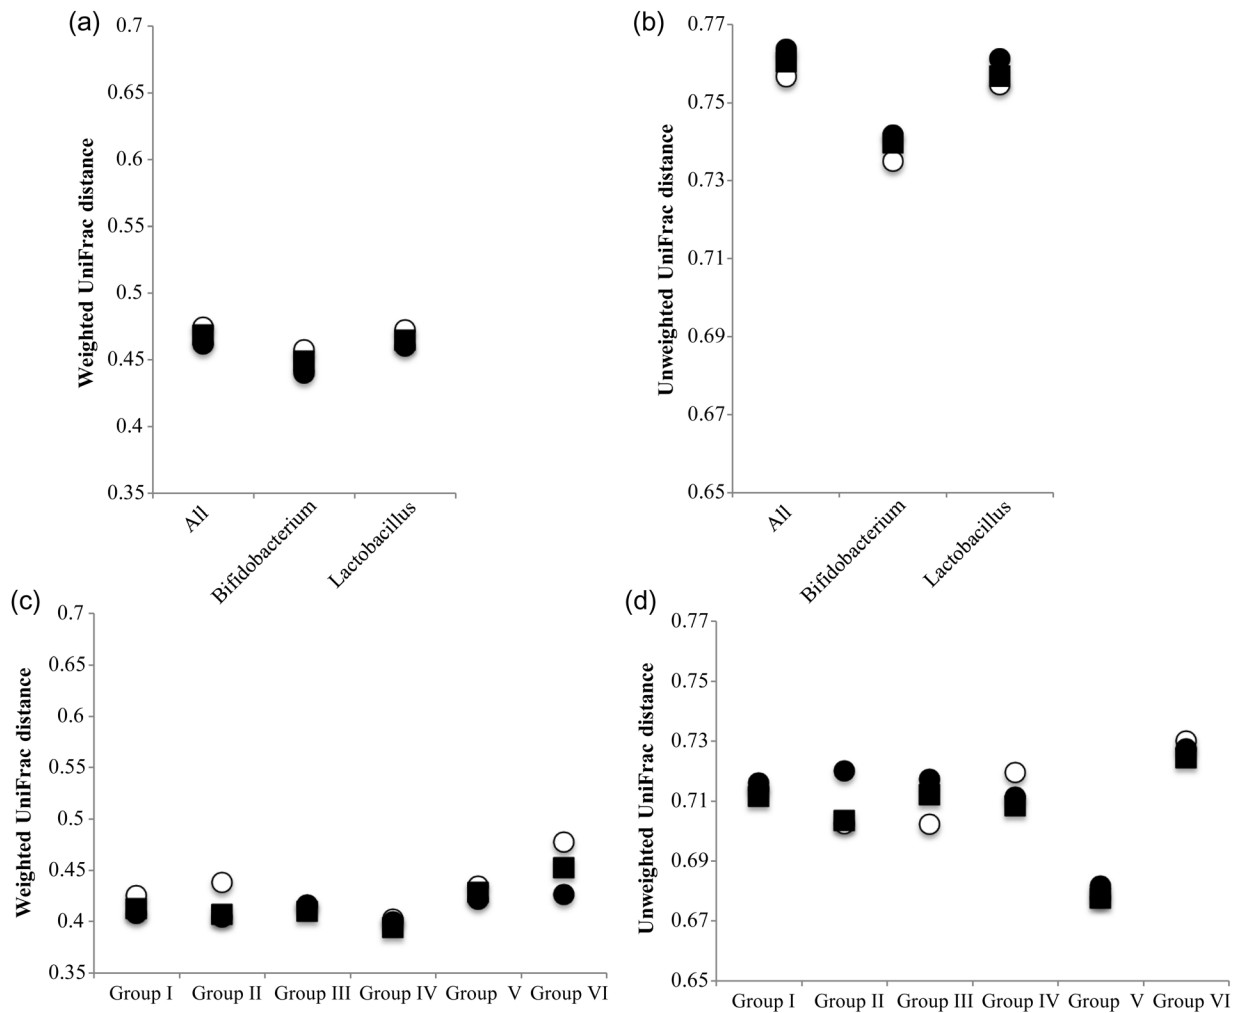 (a)
0.7
0.65
0.6
0.55
0.5
0.45
0.4
0.35
Weighted UniFrac distance
All
Bifidobacterium
Lactobacillus
(b)
0.77
0.75
0.73
0.71
0.69
0.67
0.65
Unweighted UniFrac distance
All
Bifidobacterium
Lactobacillus
(c)
0.7
0.65
0.6
0.55
0.5
0.45
0.4
0.35
Weighted UniFrac distance
Group I Group II Group III Group IV Group V Group VI
(d)
0.77
0.75
0.73
0.71
0.69
0.67
0.65
Unweighted UniFrac distance
Group I Group II Group III Group IV Group V Group VI